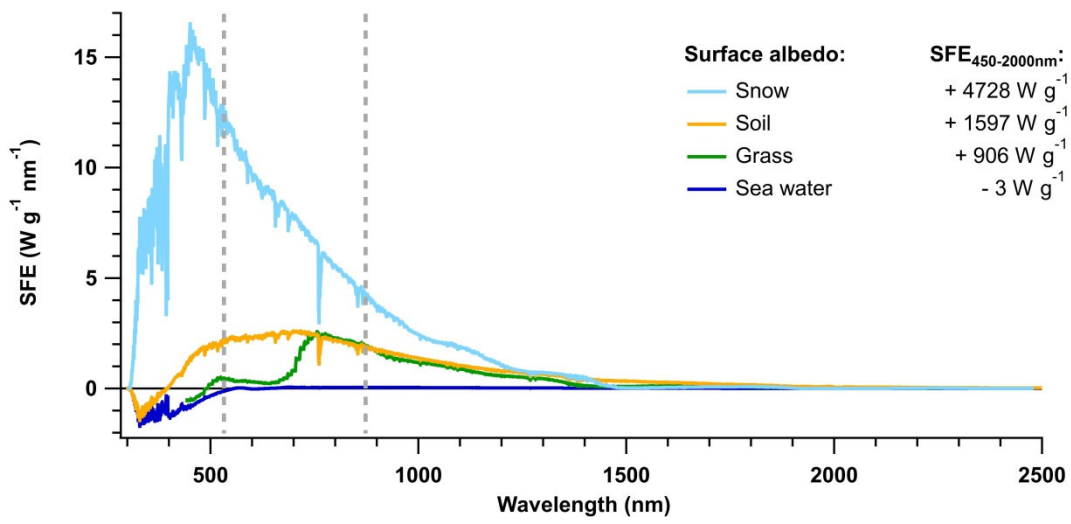 Surface albedo: SFE450-2000nm:
Snow + 4728 W g-1
Soil + 1597 W g-1
Grass + 906 W g-1
Sea water - 3 W g-1
SFE (W g-1 nm-1)
15
10
5
0
500 1000 1500 2000 2500
Wavelength (nm)